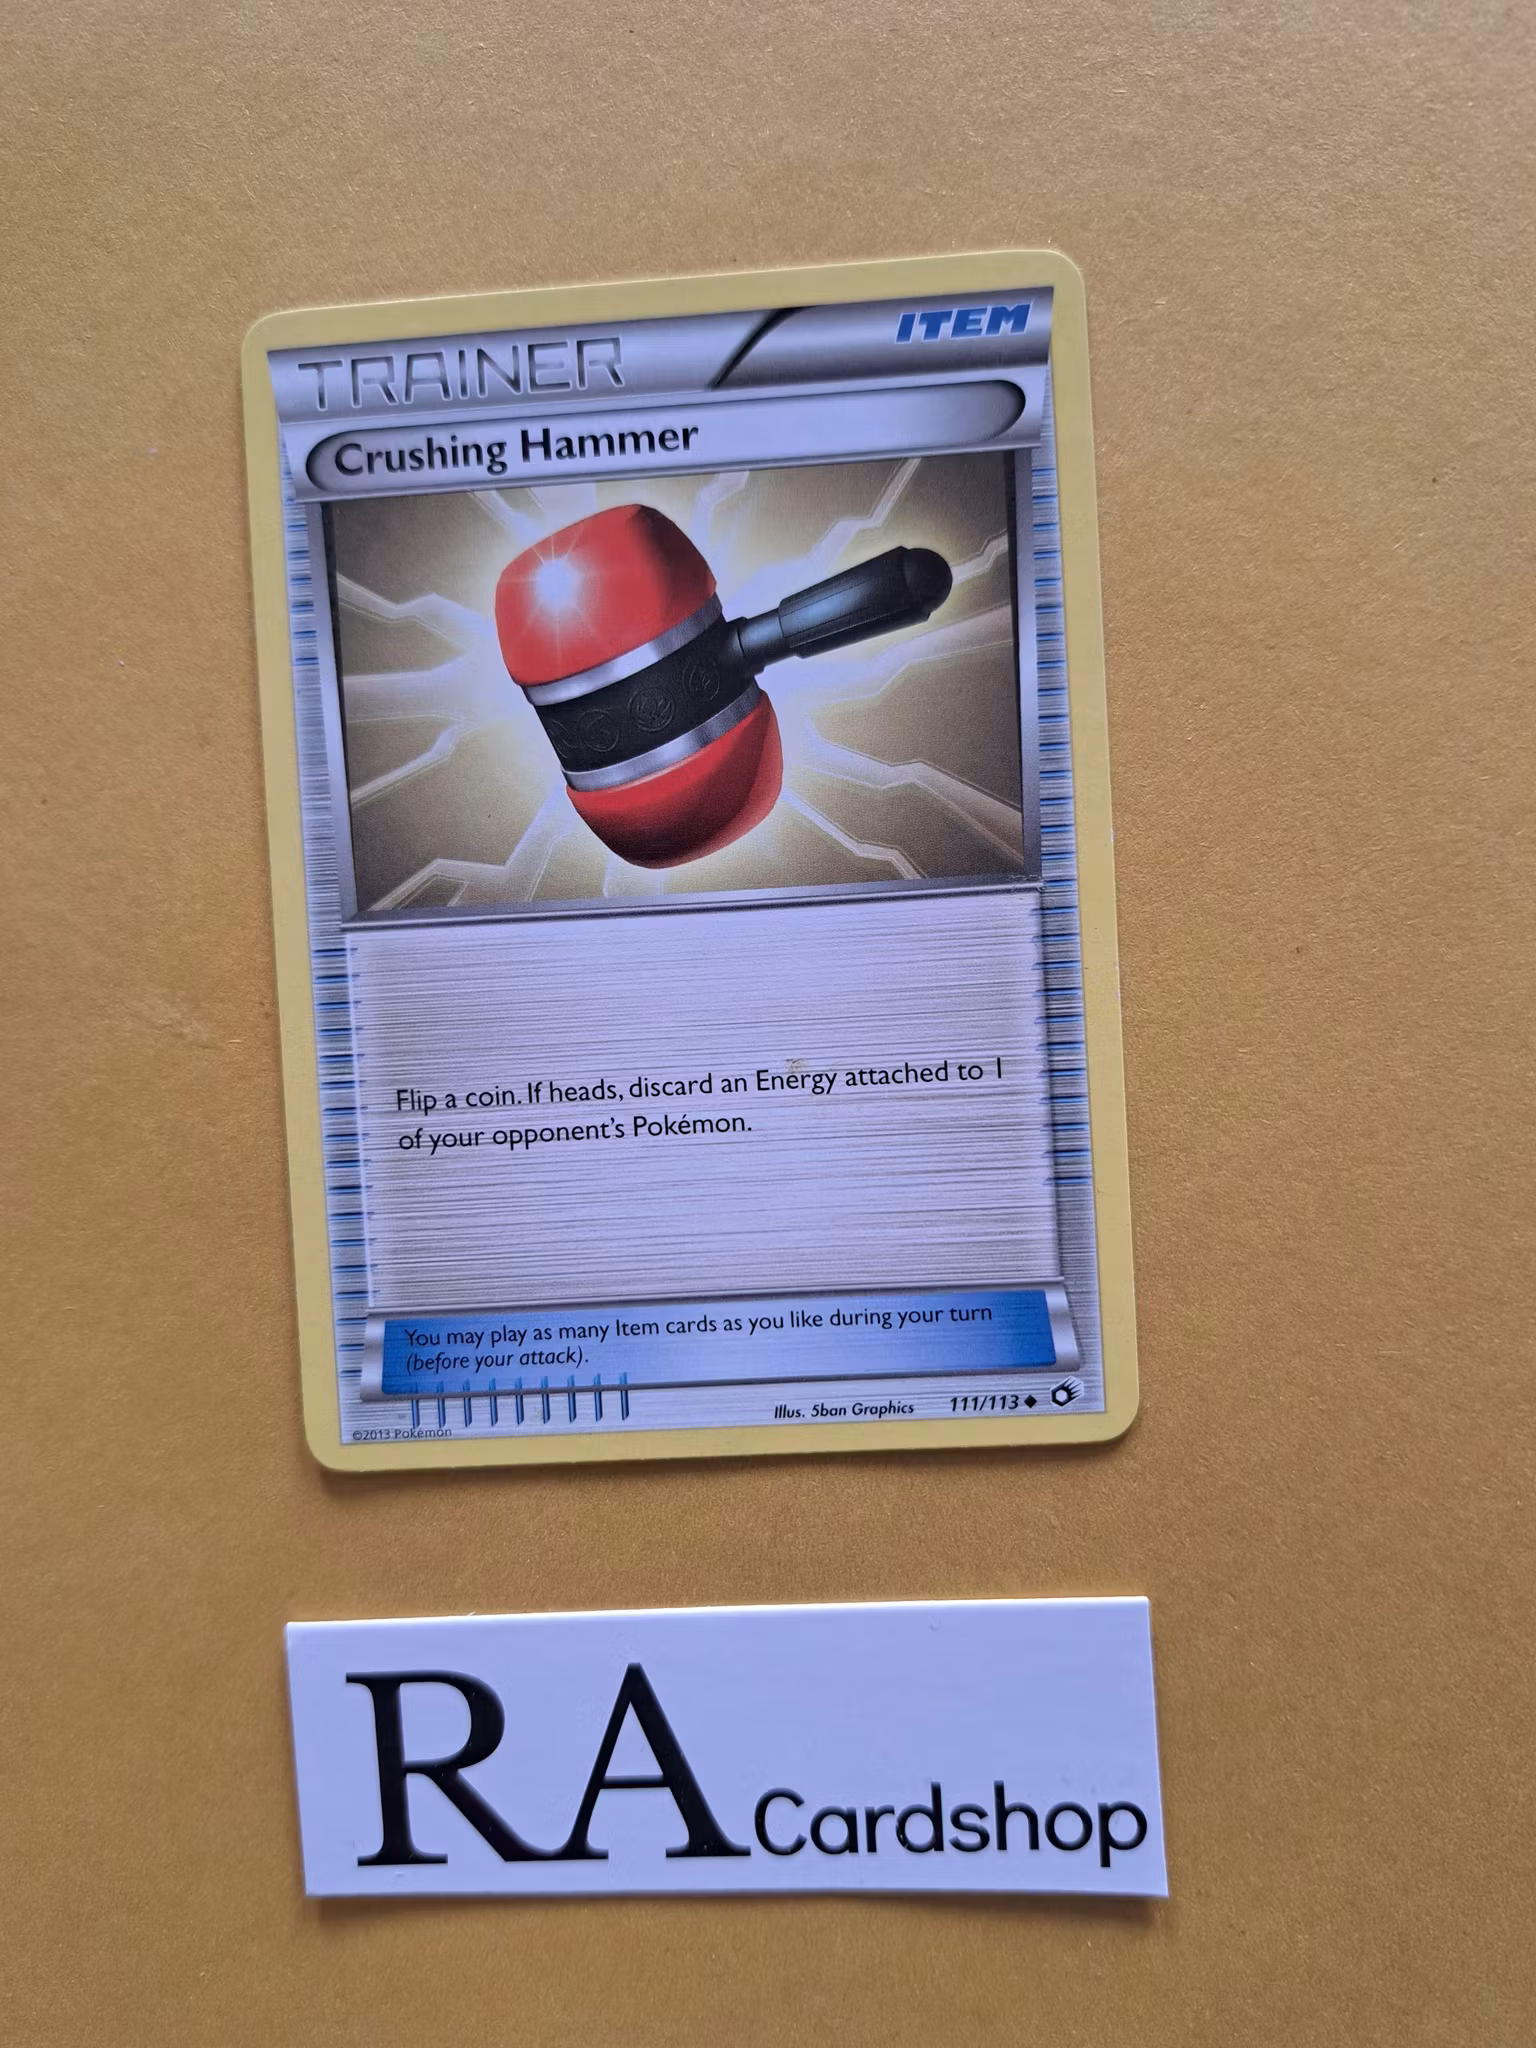 TRAINER
ITEM
Crushing Hammer
Flip a coin. If heads, discard an Energy attached to 1
of your opponent's Pokémon.
You may play as many Item cards as you like during your turn
(before your attack).
Illus. 5ban Graphics 111/113
©2013 Pokémon
RA Cardshop